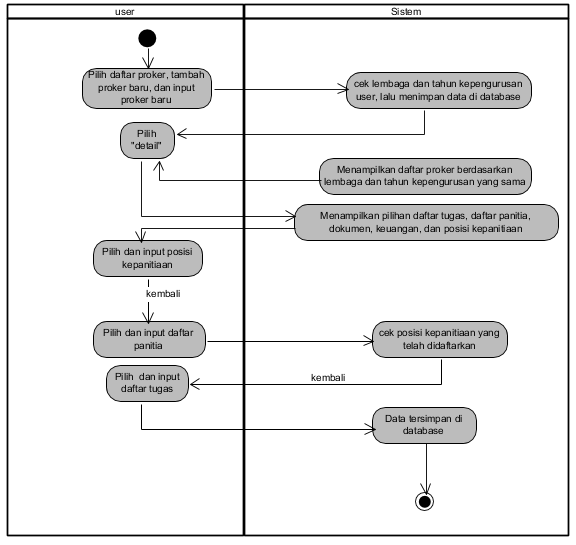 user
Sistem
Pilih daftar proker, tambah
proker baru, dan input
proker baru
cek lembaga dan tahun kepengurusan
user, lalu menimpan data di database
Pilih
"detail"
Menampilkan daftar proker berdasarkan
lembaga dan tahun kepengurusan yang sama
Menampilkan pilihan daftar tugas, daftar panitia,
dokumen, keuangan, dan posisi kepanitiaan
Pilih dan input posisi
kepanitiaan
kembali
Pilih dan input daftar
panitia
cek posisi kepanitiaan yang
telah didaftarkan
kembali
Pilih dan input
daftar tugas
Data tersimpan di
database